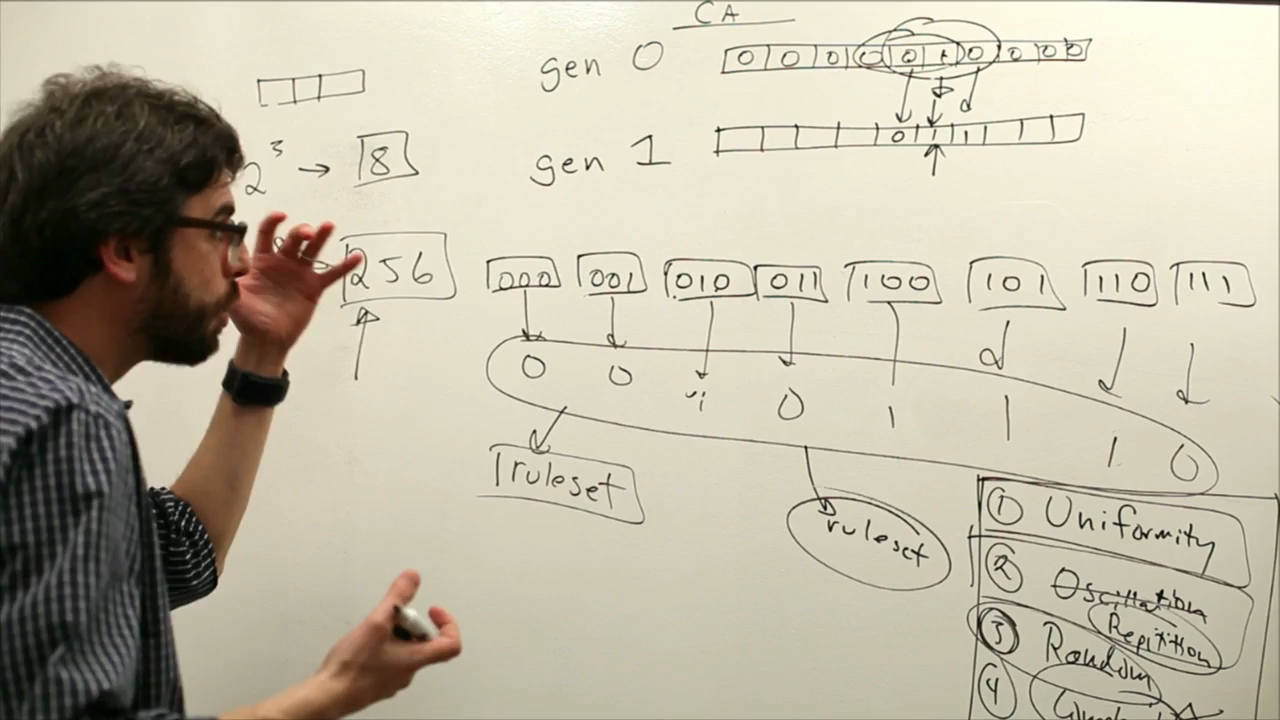 CA
gen 0
0 0 0 0 0 1 0 0 0 0
gen 1
0 1 1
2³ → 8
256
000 001 010 011 100 101 110 111
0 0 1 0 1 1 1 0
ruleset
ruleset
① Uniformity
② Oscillation
Repitition
③ Random
④